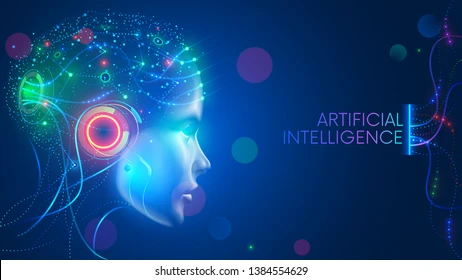 ARTIFICIAL
INTELLIGENCE
shutterstock.com · 1384554629